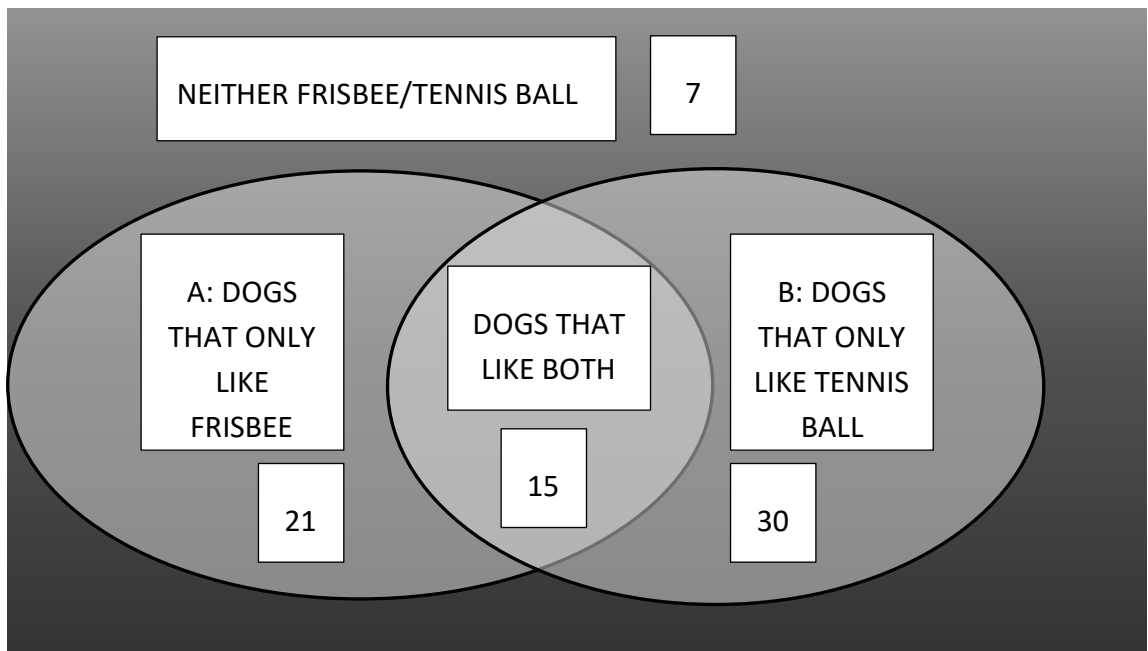 NEITHER FRISBEE/TENNIS BALL
7
A: DOGS
THAT ONLY
LIKE
FRISBEE
21
DOGS THAT
LIKE BOTH
15
B: DOGS
THAT ONLY
LIKE TENNIS
BALL
30